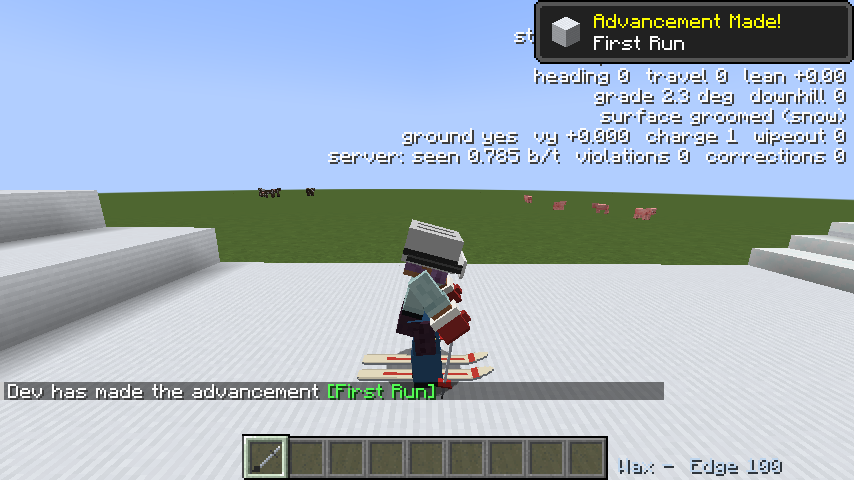 Advancement Made!
First Run
st
heading 0 travel 0 lean +0.00
grade 2.3 deg downhill 0
surface groomed (snow)
ground yes vy +0.000 charge 1 wipeout 0
server: seen 0.785 b/t violations 0 corrections 0
Dev has made the advancement [First Run]
Wax - Edge 100